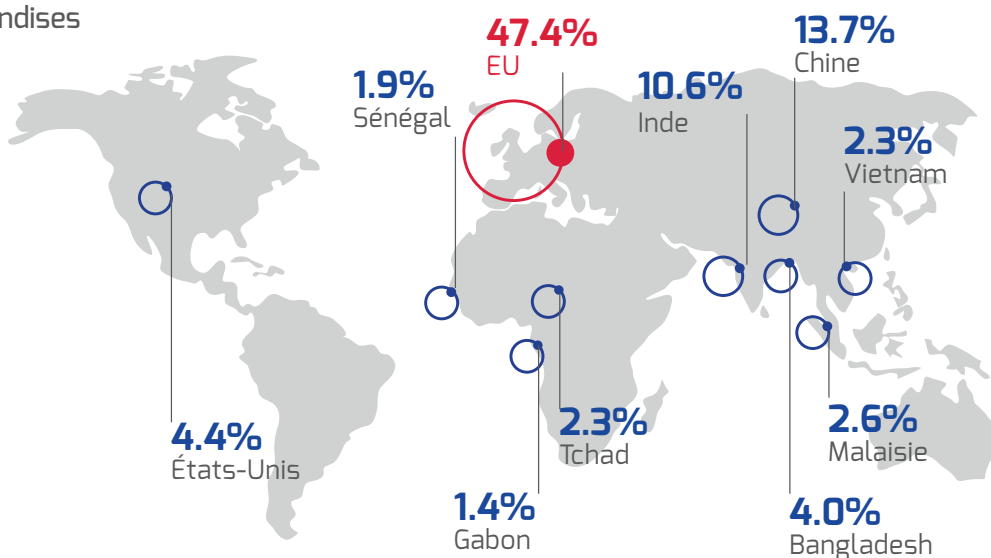 47.4%
EU
13.7%
Chine
1.9%
Sénégal
10.6%
Inde
2.3%
Vietnam
4.4%
États-Unis
2.3%
Tchad
2.6%
Malaisie
1.4%
Gabon
4.0%
Bangladesh